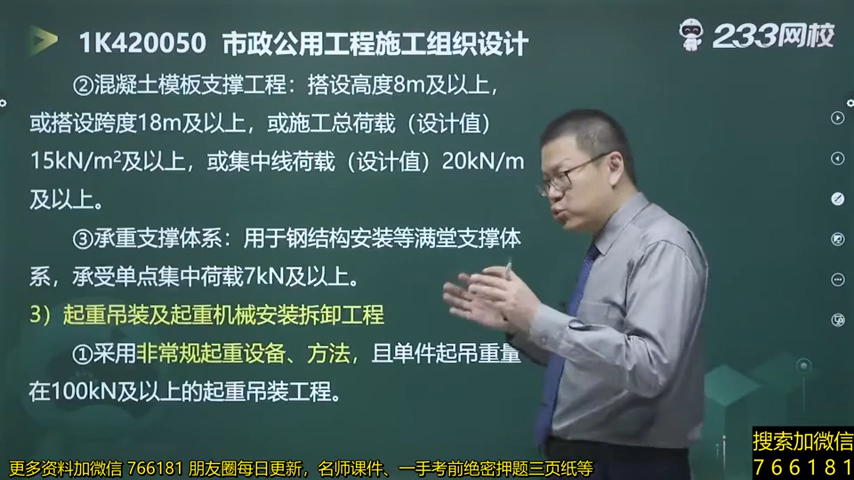 1K420050 市政公用工程施工组织设计
233网校
②混凝土模板支撑工程：搭设高度8m及以上，
或搭设跨度18m及以上，或施工总荷载（设计值）
15kN/m²及以上，或集中线荷载（设计值）20kN/m
及以上。
③承重支撑体系：用于钢结构安装等满堂支撑体
系，承受单点集中荷载7kN及以上。
3）起重吊装及起重机械安装拆卸工程
①采用非常规起重设备、方法，且单件起吊重量
在100kN及以上的起重吊装工程。
搜索加微信
766181
更多资料加微信 766181 朋友圈每日更新，名师课件、一手考前绝密押题三页纸等